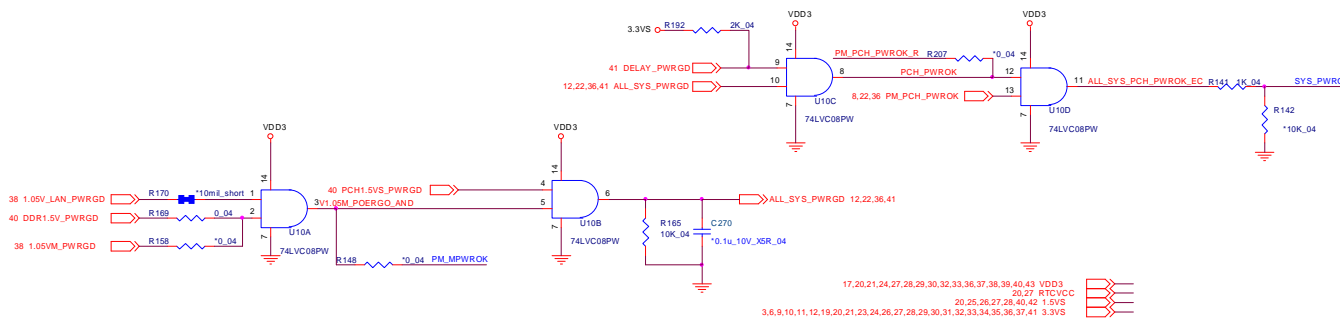 VDD3
VDD3
3.3VS
R192
2K_04
14
14
PM_PCH_PWROK_R
R207
*0_04
41 DELAY_PWRGD
9
8
PCH_PWROK
12
11
ALL_SYS_PCH_PWROK_EC
R141
1K_04
SYS_PWRO
12,22,36,41 ALL_SYS_PWRGD
10
U10C
8,22,36 PM_PCH_PWROK
13
U10D
R142
7
7
74LVC08PW
74LVC08PW
*10K_04
VDD3
VDD3
14
14
38 1.05V_LAN_PWRGD
R170
*10mil_short
1
40 PCH1.5VS_PWRGD
4
3
V1.05M_POERGO_AND
5
6
ALL_SYS_PWRGD 12,22,36,41
40 DDR1.5V_PWRGD
R169
0_04
2
U10A
U10B
R165
C270
38 1.05VM_PWRGD
R158
*0_04
7
7
74LVC08PW
74LVC08PW
10K_04
*0.1u_10V_X5R_04
R148
*0_04
PM_MPWROK
17,20,21,24,27,28,29,30,32,33,36,37,38,39,40,43 VDD3
20,27 RTCVCC
20,25,26,27,28,40,42 1.5VS
3,6,9,10,11,12,19,20,21,23,24,26,27,28,29,30,31,32,33,34,35,36,37,41 3.3VS